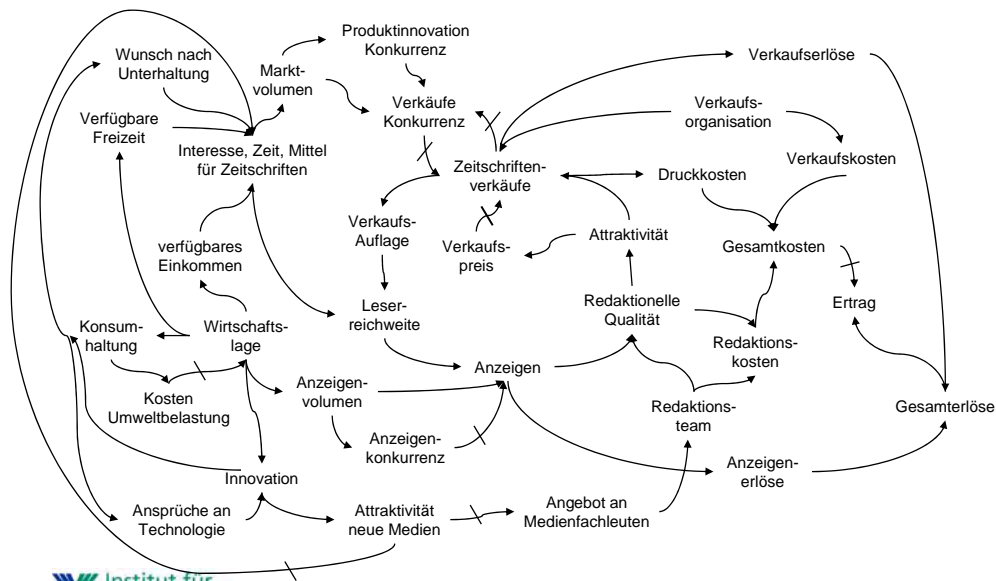 Produktinnovation
Konkurrenz
Wunsch nach
Unterhaltung
Markt-
volumen
Verkaufserlöse
Verkäufe
Konkurrenz
Verkaufs-
organisation
Verfügbare
Freizeit
Interesse, Zeit, Mittel
für Zeitschriften
Zeitschriften-
verkäufe
Druckkosten
Verkaufskosten
Verkaufs-
Auflage
Verkaufs-
preis
Attraktivität
Gesamtkosten
verfügbares
Einkommen
Leser-
reichweite
Redaktionelle
Qualität
Ertrag
Konsum-
haltung
Wirtschafts-
lage
Redaktions-
kosten
Anzeigen
Kosten
Umweltbelastung
Anzeigen-
volumen
Redaktions-
team
Gesamterlöse
Anzeigen-
konkurrenz
Anzeigen-
erlöse
Innovation
Ansprüche an
Technologie
Attraktivität
neue Medien
Angebot an
Medienfachleuten
Institut für